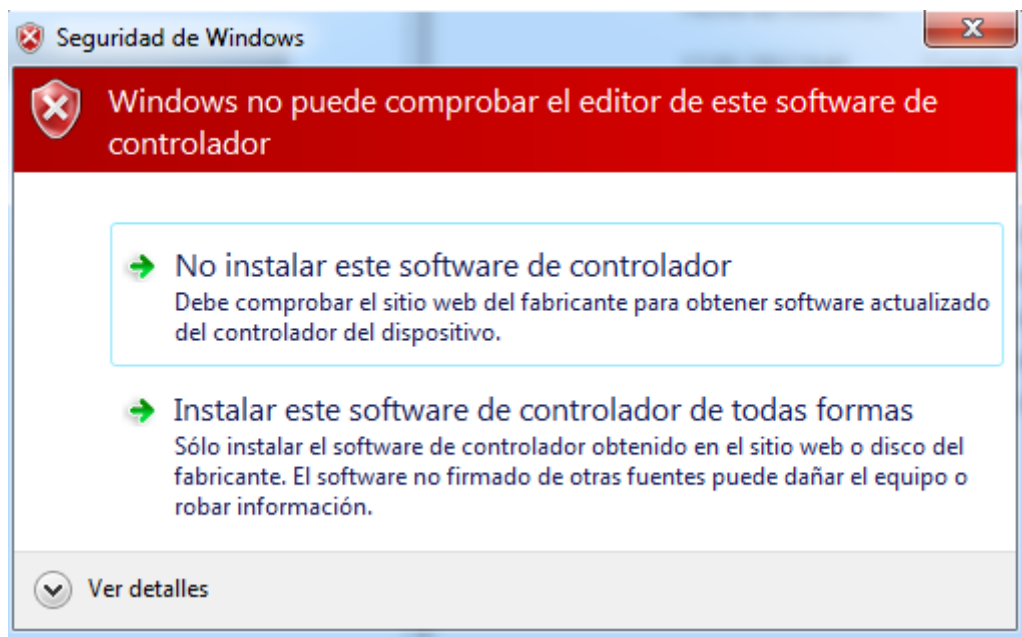 Seguridad de Windows
Windows no puede comprobar el editor de este software de
controlador
No instalar este software de controlador
Debe comprobar el sitio web del fabricante para obtener software actualizado
del controlador del dispositivo.
Instalar este software de controlador de todas formas
Sólo instalar el software de controlador obtenido en el sitio web o disco del
fabricante. El software no firmado de otras fuentes puede dañar el equipo o
robar información.
Ver detalles